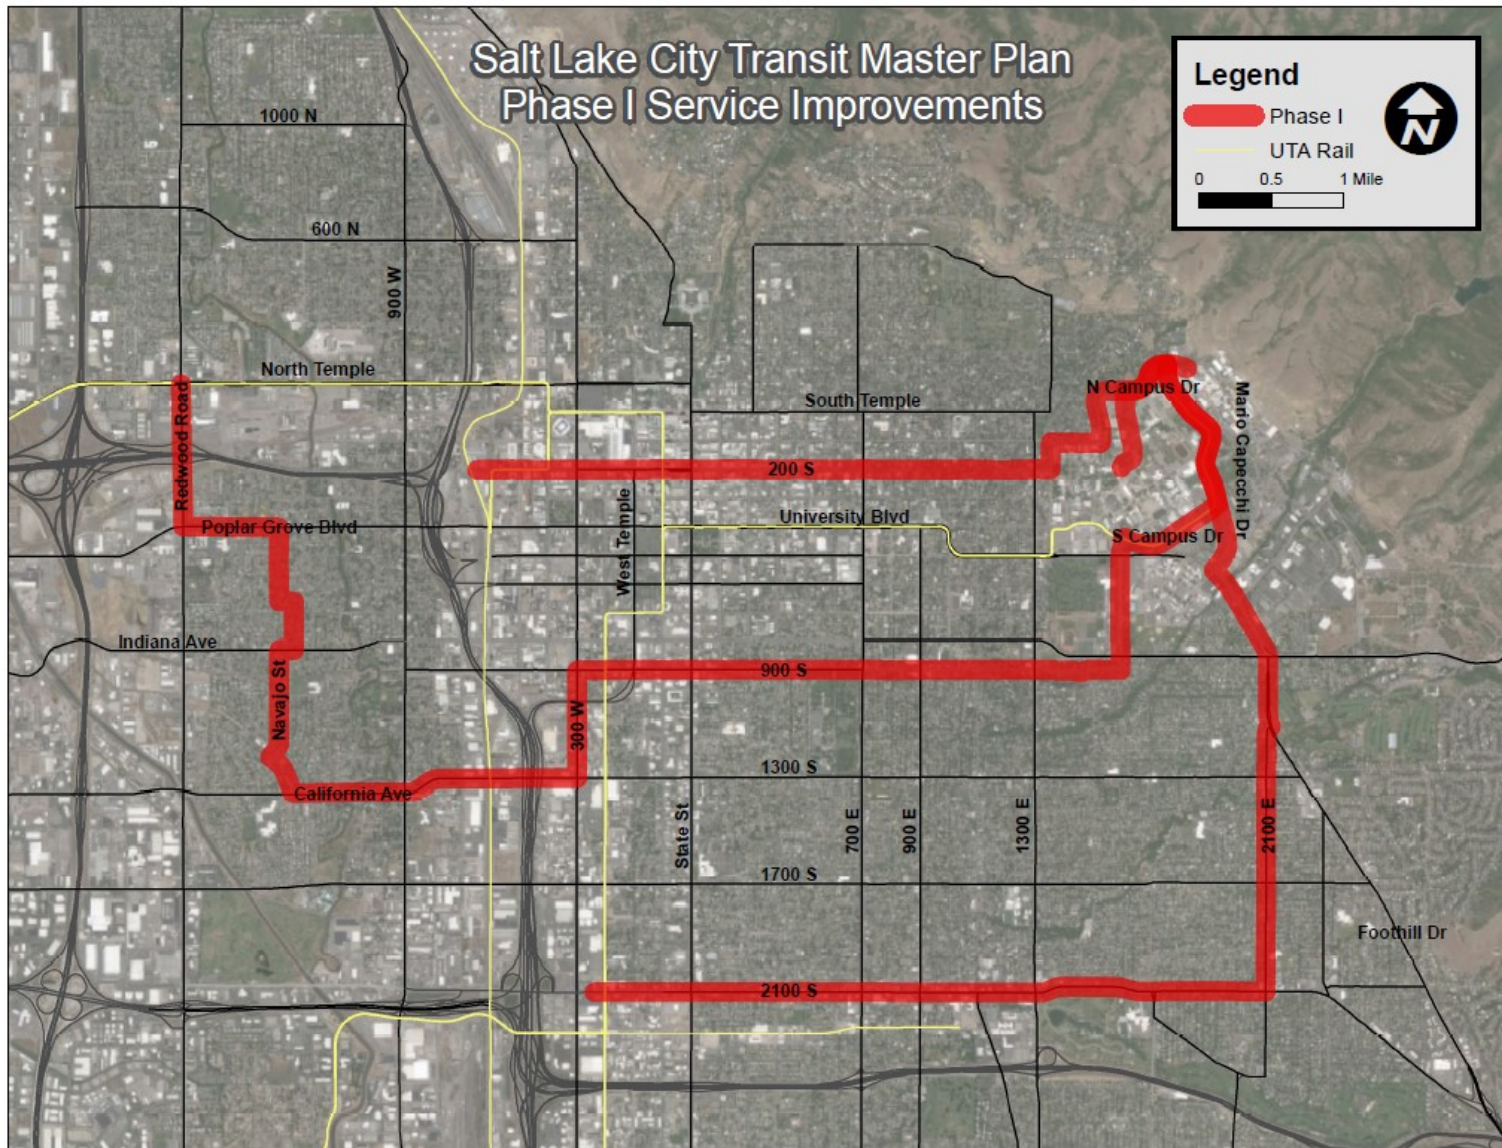 Salt Lake City Transit Master Plan
Phase I Service Improvements
Legend
Phase I
UTA Rail
0 0.5 1 Mile
N
1000 N
600 N
900 W
North Temple
South Temple
N Campus Dr
Mario Capecchi Dr
Redwood Road
200 S
West Temple
University Blvd
Poplar Grove Blvd
S Campus Dr
Indiana Ave
Navajo St
900 S
300 W
1300 S
California Ave
State St
700 E
900 E
1300 E
2100 E
1700 S
Foothill Dr
2100 S